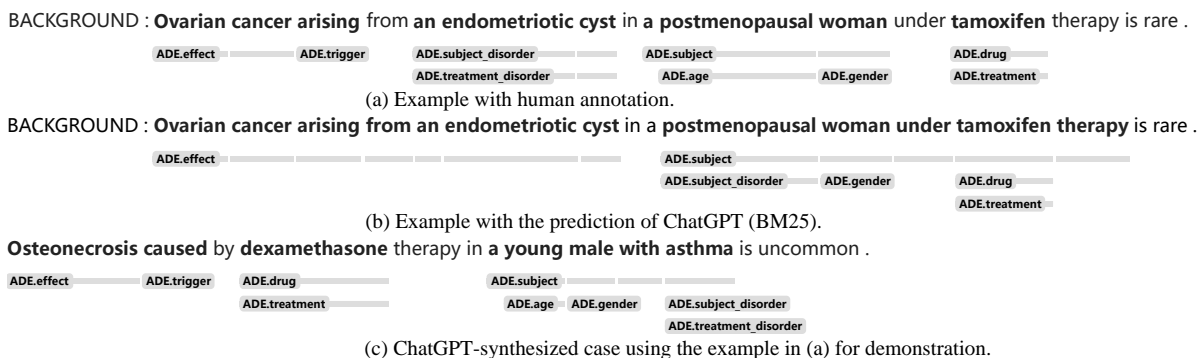 BACKGROUND : Ovarian cancer arising from an endometriotic cyst in a postmenopausal woman under tamoxifen therapy is rare .
ADE.effect ADE.trigger ADE.subject_disorder ADE.subject ADE.drug
ADE.treatment_disorder ADE.age ADE.gender ADE.treatment
(a) Example with human annotation.
BACKGROUND : Ovarian cancer arising from an endometriotic cyst in a postmenopausal woman under tamoxifen therapy is rare .
ADE.effect ADE.subject
ADE.subject_disorder ADE.gender ADE.drug
ADE.treatment
(b) Example with the prediction of ChatGPT (BM25).
Osteonecrosis caused by dexamethasone therapy in a young male with asthma is uncommon .
ADE.effect ADE.trigger ADE.drug ADE.subject
ADE.treatment ADE.age ADE.gender ADE.subject_disorder
ADE.treatment_disorder
(c) ChatGPT-synthesized case using the example in (a) for demonstration.